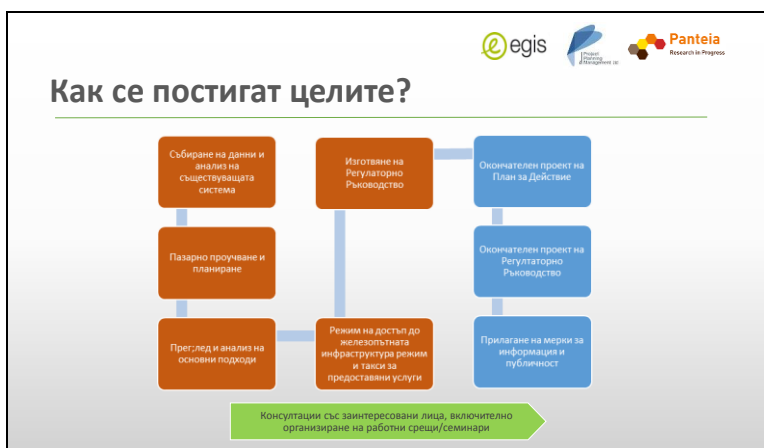 egis
Project
Planning
Management
Panteia
Research in Progress
Как се постигат целите?
Събиране на данни и
анализ на
съществуващата
система
Пазарно проучване и
планиране
Прег;лед и анализ на
основни подходи
Режим на достъп до
железопътната
инфраструктура режим
и такси за
предоставяни услуги
Изготвяне на
Регулаторно
Ръководство
Окончателен проект на
План за Действие
Окончателен проект на
Регултаторно
Ръководство
Прилагане на мерки за
информация и
публичност
Консултации със заинтересовани лица, включително
организиране на работни срещи/семинари